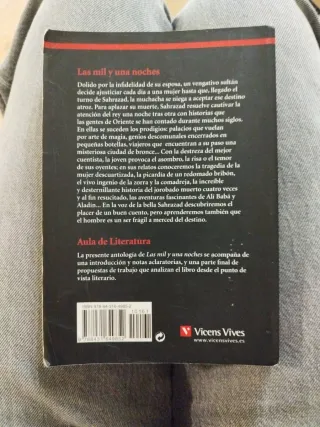 Las mil y una noches
Dolido por la infidelidad de su esposa, un vengativo sultán
decide ajusticiar cada día a una mujer hasta que, llegado el
turno de Sahrazad, la muchacha se niega a aceptar ese destino
atroz. Para aplazar su muerte, Sahrazad resuelve cautivar la
atención del rey una noche tras otra con historias que
las gentes de Oriente se han contado durante muchos siglos.
En ellas se suceden los prodigios: palacios que vuelan
por arte de magia, genios descomunales encerrados en
pequeñas botellas, viajeros que encuentran a su paso una
misteriosa ciudad de bronce... Con la destreza del mejor
cuentista, la joven provoca el asombro, la risa o el temor
de sus oyentes; en sus relatos conoceremos la tragedia de la
mujer descuartizada, la picardía de un redomado bribón,
el vivo ingenio de la zorra y la comadreja, la increíble
y desternillante historia del jorobado muerto cuatro veces y
al fin resucitado, las aventuras fascinantes de Alí Babá y
Aladino... En la voz de la bella Sahrazad descubriremos el
placer de un buen cuento, pero aprenderemos también que
el hombre es un ser frágil a merced del destino.
Aula de Literatura
La presente antología de Las mil y una noches se acompaña de
una introducción y notas aclaratorias, y una parte final de
propuestas de trabajo que analizan el libro desde el punto de
vista literario.
Vicens Vives
www.vicensvives.es